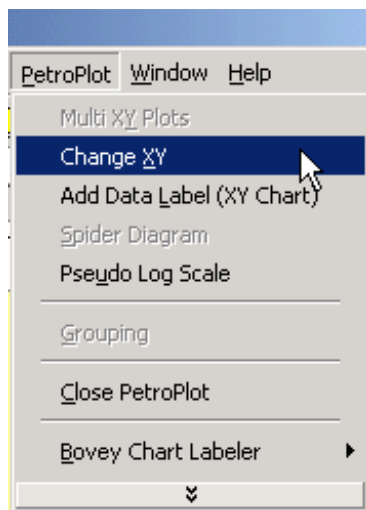 PetroPlot Window Help
Multi XY Plots
Change XY
Add Data Label (XY Chart)
Spider Diagram
Pseudo Log Scale
Grouping
Close PetroPlot
Bovey Chart Labeler